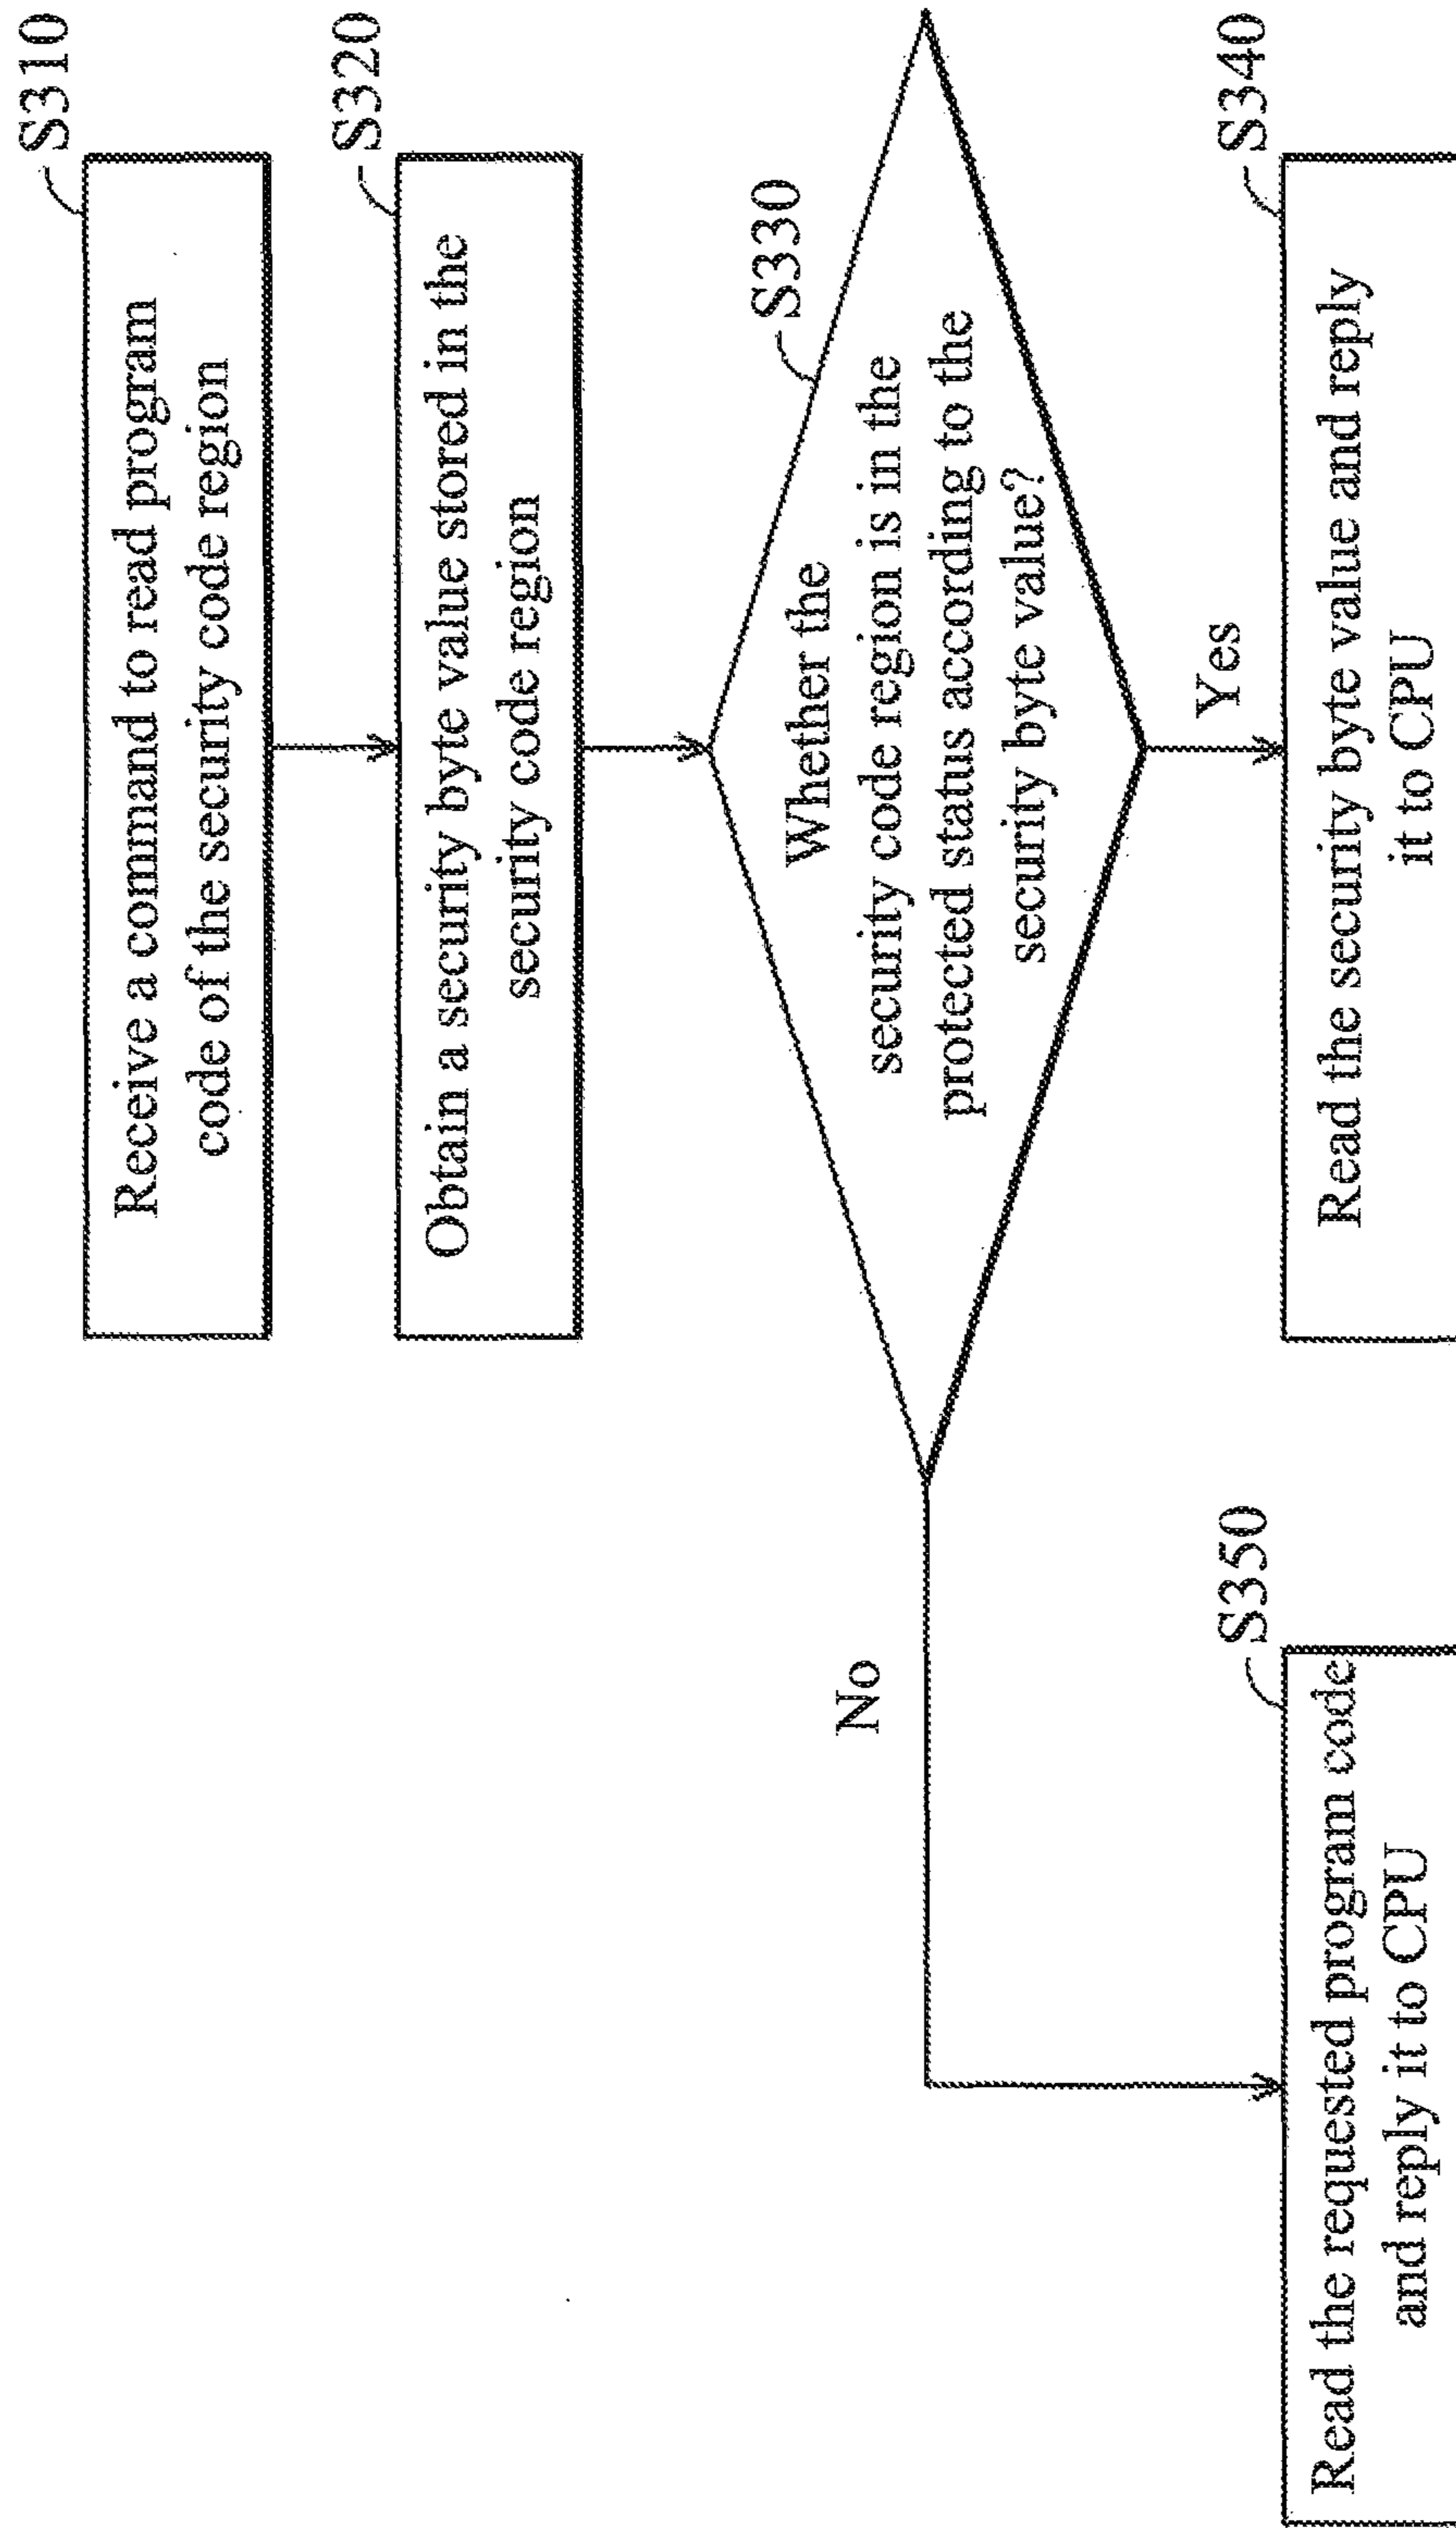 S310
Receive a command to read program
code of the security code region
S320
Obtain a security byte value stored in the
security code region
S330
Whether the
security code region is in the
protected status according to the
security byte value?
No
Yes
S350
Read the requested program code
and reply it to CPU
S340
Read the security byte value and reply
it to CPU